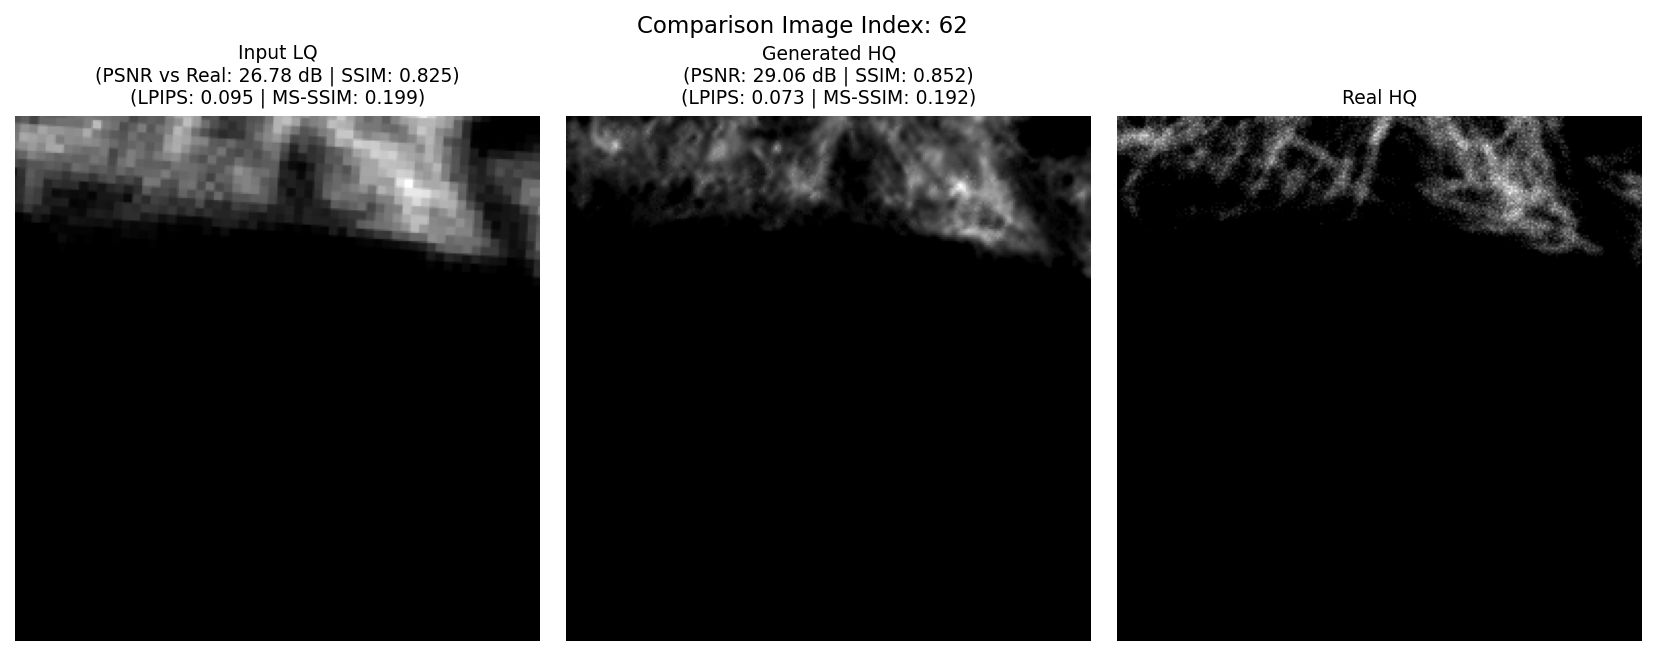 Comparison Image Index: 62
Input LQ
(PSNR vs Real: 26.78 dB | SSIM: 0.825)
(LPIPS: 0.095 | MS-SSIM: 0.199)
Generated HQ
(PSNR: 29.06 dB | SSIM: 0.852)
(LPIPS: 0.073 | MS-SSIM: 0.192)
Real HQ